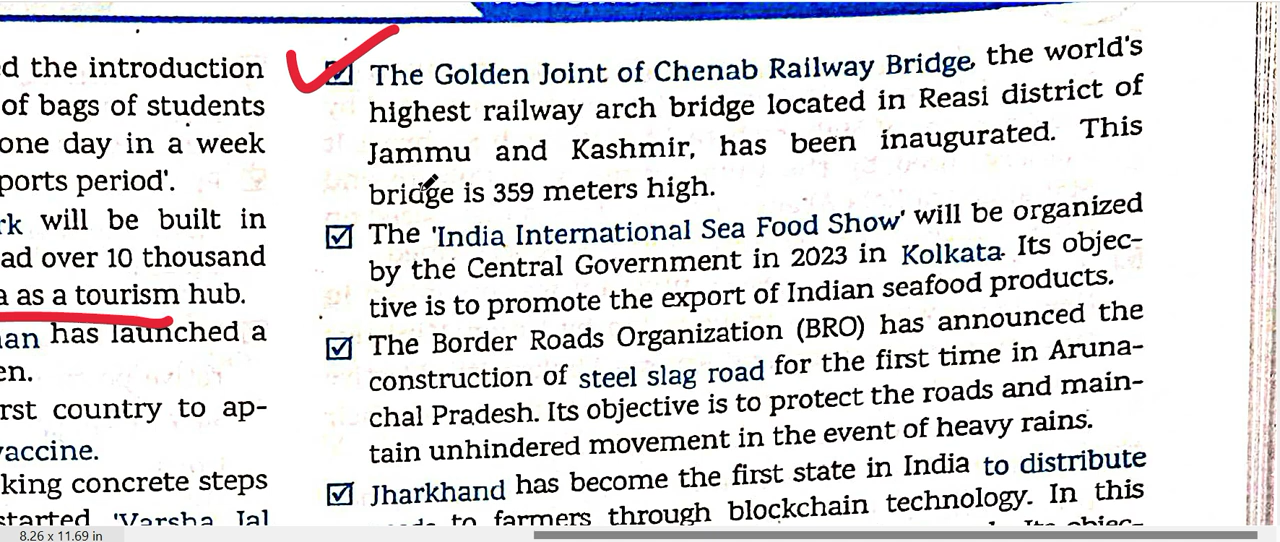 d the introduction
of bags of students
one day in a week
ports period'.
rk will be built in
ad over 10 thousand
a as a tourism hub.
an has launched a
en.
rst country to ap-
accine.
king concrete steps
started 'Varsha Jal
The Golden Joint of Chenab Railway Bridge, the world's
highest railway arch bridge located in Reasi district of
Jammu and Kashmir, has been inaugurated. This
bridge is 359 meters high.
The 'India International Sea Food Show' will be organized
by the Central Government in 2023 in Kolkata. Its objec-
tive is to promote the export of Indian seafood products.
The Border Roads Organization (BRO) has announced the
construction of steel slag road for the first time in Aruna-
chal Pradesh. Its objective is to protect the roads and main-
tain unhindered movement in the event of heavy rains.
Jharkhand has become the first state in India to distribute
to farmers through blockchain technology. In this
Its objec-
8.26 x 11.69 in